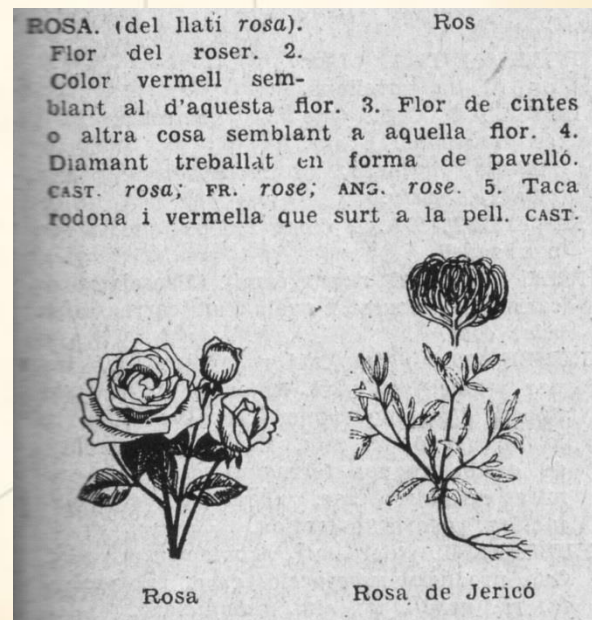 ROSA. (del llatí rosa). Ros
Flor del roser. 2.
Color vermell sem-
blant al d'aquesta flor. 3. Flor de cintes
o altra cosa semblant a aquella flor. 4.
Diamant treballat en forma de pavelló.
CAST. rosa; FR. rose; ANG. rose. 5. Taca
rodona i vermella que surt a la pell. CAST.
Rosa
Rosa de Jericó